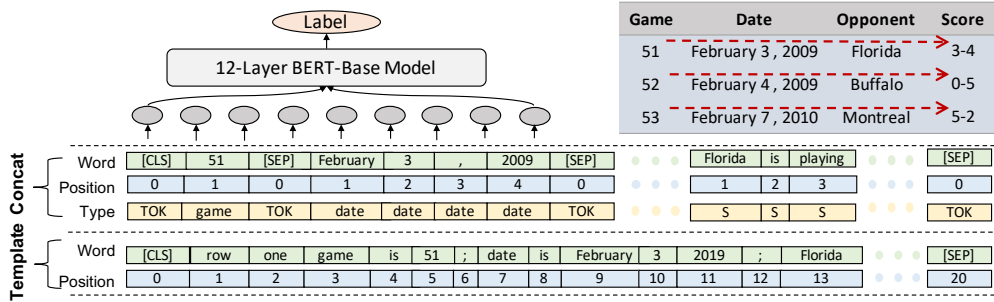 Label
12-Layer BERT-Base Model
Game Date Opponent Score
51 February 3 , 2009 Florida 3-4
52 February 4 , 2009 Buffalo 0-5
53 February 7 , 2010 Montreal 5-2
Template Concat
Word [CLS] 51 [SEP] February 3 , 2009 [SEP] Florida is playing [SEP]
Position 0 1 0 1 2 3 4 0 1 2 3 0
Type TOK game TOK date date date date TOK S S S TOK
Word [CLS] row one game is 51 ; date is February 3 2019 ; Florida [SEP]
Position 0 1 2 3 4 5 6 7 8 9 10 11 12 13 20